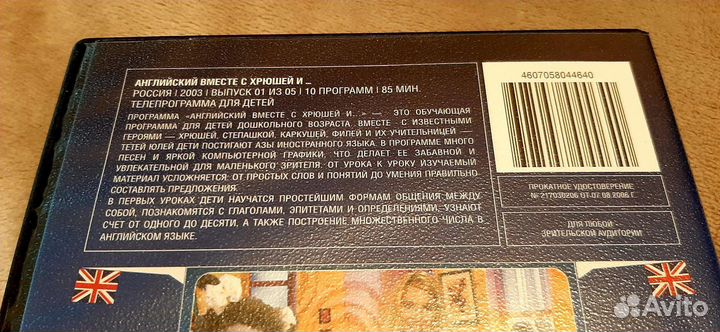 АНГЛИЙСКИЙ ВМЕСТЕ С ХРЮШЕЙ И ...
РОССИЯ | 2003 | ВЫПУСК 01 ИЗ 05 | 10 ПРОГРАММ | 85 МИН.
ТЕЛЕПРОГРАММА ДЛЯ ДЕТЕЙ
ПРОГРАММА «АНГЛИЙСКИЙ ВМЕСТЕ С ХРЮШЕЙ И...» — ЭТО ОБУЧАЮЩАЯ
ПРОГРАММА ДЛЯ ДЕТЕЙ ДОШКОЛЬНОГО ВОЗРАСТА. ВМЕСТЕ С ИЗВЕСТНЫМИ
ГЕРОЯМИ — ХРЮШЕЙ, СТЕПАШКОЙ, КАРКУШЕЙ, ФИЛЕЙ И ИХ УЧИТЕЛЬНИЦЕЙ —
ТЕТЕЙ ЮЛЕЙ ДЕТИ ПОСТИГАЮТ АЗЫ ИНОСТРАННОГО ЯЗЫКА. В ПРОГРАММЕ МНОГО
ПЕСЕН И ЯРКОЙ КОМПЬЮТЕРНОЙ ГРАФИКИ, ЧТО ДЕЛАЕТ ЕЕ ЗАБАВНОЙ И
УВЛЕКАТЕЛЬНОЙ ДЛЯ МАЛЕНЬКОГО ЗРИТЕЛЯ. ОТ УРОКА К УРОКУ ИЗУЧАЕМЫЙ
МАТЕРИАЛ УСЛОЖНЯЕТСЯ: ОТ ПРОСТЫХ СЛОВ И ПОНЯТИЙ ДО УМЕНИЯ ПРАВИЛЬНО
СОСТАВЛЯТЬ ПРЕДЛОЖЕНИЯ.
В ПЕРВЫХ УРОКАХ ДЕТИ НАУЧАТСЯ ПРОСТЕЙШИМ ФОРМАМ ОБЩЕНИЯ МЕЖДУ
СОБОЙ, ПОЗНАКОМЯТСЯ С ГЛАГОЛАМИ, ЭПИТЕТАМИ И ОПРЕДЕЛЕНИЯМИ, УЗНАЮТ
СЧЕТ ОТ ОДНОГО ДО ДЕСЯТИ, А ТАКЖЕ ПОСТРОЕНИЕ МНОЖЕСТВЕННОГО ЧИСЛА В
АНГЛИЙСКОМ ЯЗЫКЕ.
4607058044640
ПРОКАТНОЕ УДОСТОВЕРЕНИЕ
№ 217030206 ОТ 07.08.2006 Г.
ДЛЯ ЛЮБОЙ
ЗРИТЕЛЬСКОЙ АУДИТОРИИ
Avito